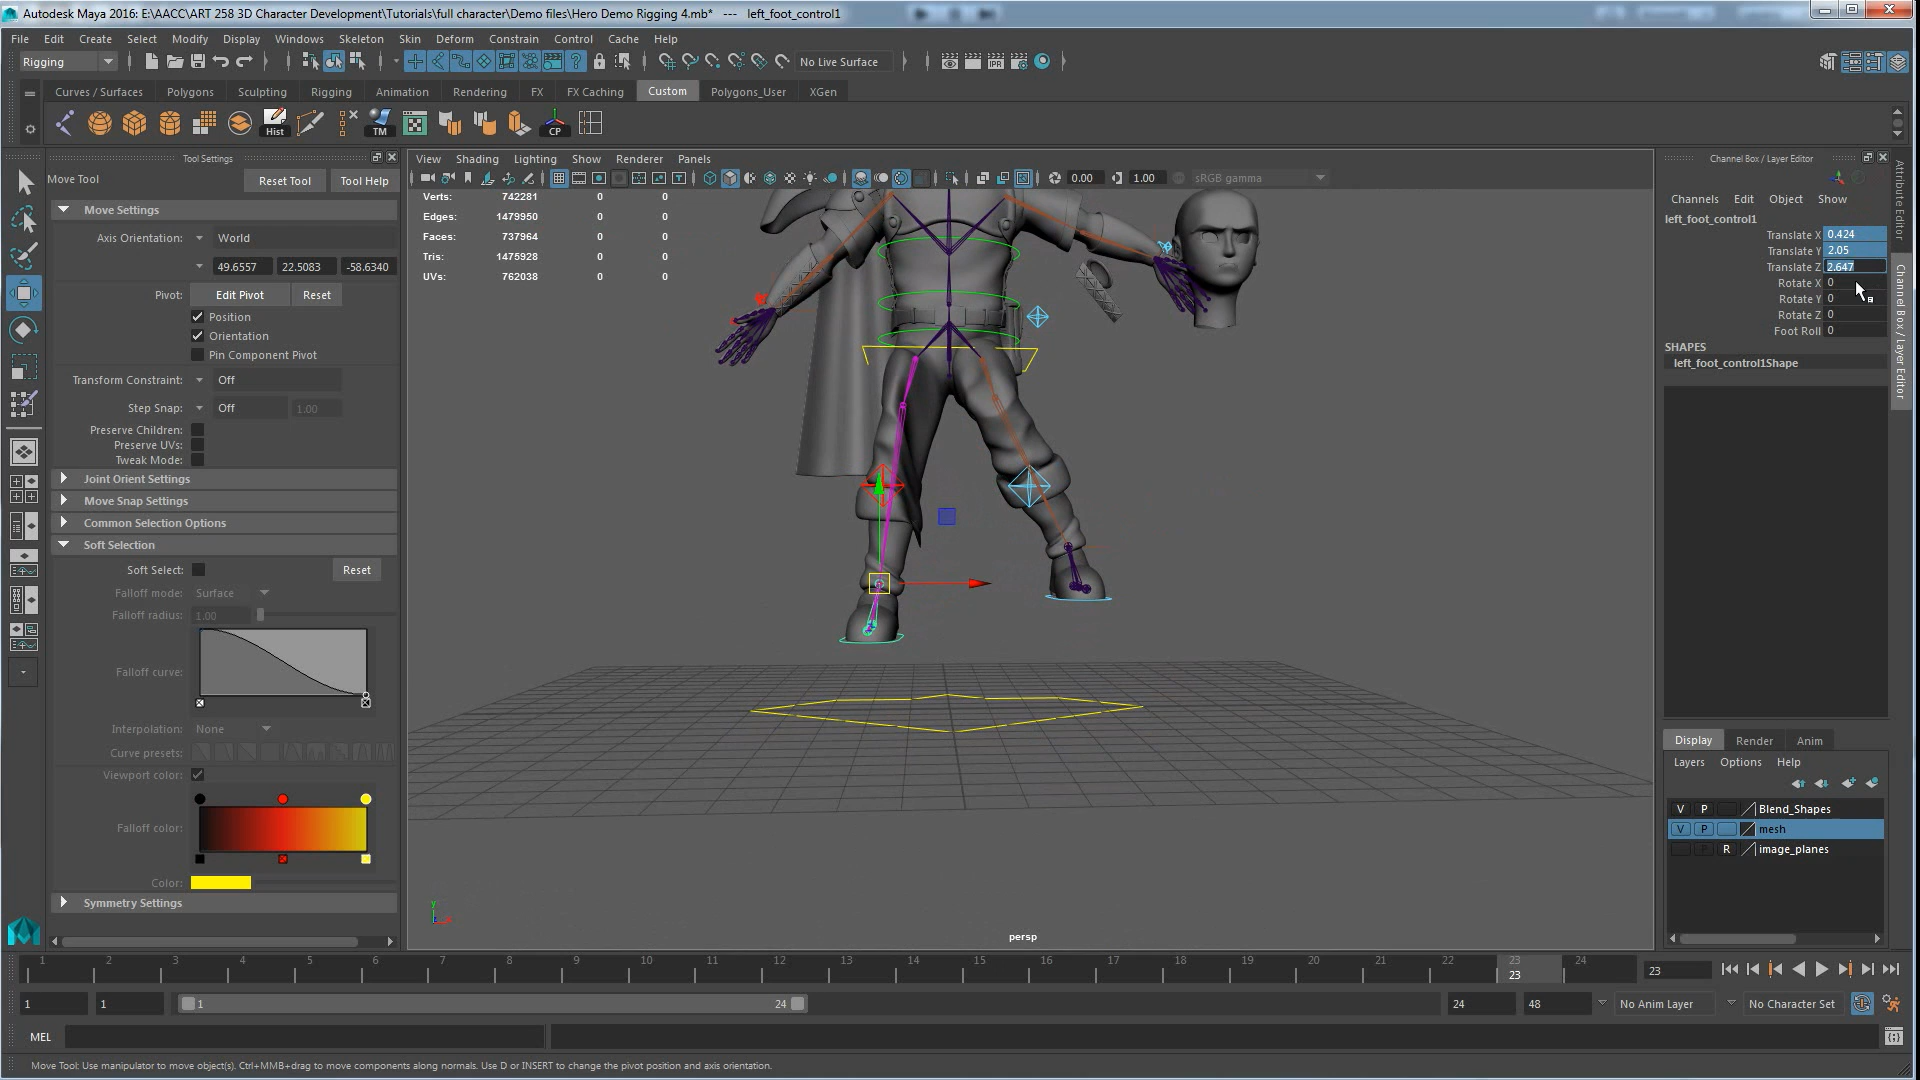 Autodesk Maya 2016: E:\AACC\ART 258 3D Character Development\Tutorials\full character\Demo files\Hero Demo Rigging 4.mb* --- left_foot_control1
File Edit Create Select Modify Display Windows Skeleton Skin Deform Constrain Control Cache Help
Rigging No Live Surface IPR
Curves / Surfaces Polygons Sculpting Rigging Animation Rendering FX FX Caching Custom Polygons_User XGen
Hist TM CP
Tool Settings
Move Tool Reset Tool Tool Help
Move Settings
Axis Orientation: World
49.6557 22.5083 -58.6340
Pivot: Edit Pivot Reset
Position
Orientation
Pin Component Pivot
Transform Constraint: Off
Step Snap: Off 1.00
Preserve Children:
Preserve UVs:
Tweak Mode:
Joint Orient Settings
Move Snap Settings
Common Selection Options
Soft Selection
Soft Select: Reset
Falloff mode: Surface
Falloff radius: 1.00
Falloff curve:
Interpolation: None
Curve presets:
Viewport color:
Falloff color:
Color:
Symmetry Settings
View Shading Lighting Show Renderer Panels
0.00 1.00 sRGB gamma
Verts: 742281 0 0
Edges: 1479950 0 0
Faces: 737964 0 0
Tris: 1475928 0 0
UVs: 762038 0 0
y
persp
Channel Box / Layer Editor
Channels Edit Object Show
left_foot_control1
Translate X 0.424
Translate Y 2.05
Translate Z 2.647
Rotate X 0
Rotate Y 0
Rotate Z 0
Foot Roll 0
SHAPES
left_foot_control1Shape
Attribute Editor
Channel Box / Layer Editor
Display Render Anim
Layers Options Help
V P Blend_Shapes
V P mesh
P R image_planes
1 2 3 4 5 6 7 8 9 10 11 12 13 14 15 16 17 18 19 20 21 22 23 24
23
23
1 1 1 24 24 48 No Anim Layer No Character Set
MEL
Move Tool: Use manipulator to move object(s). Ctrl+MMB+drag to move components along normals. Use D or INSERT to change the pivot position and axis orientation.